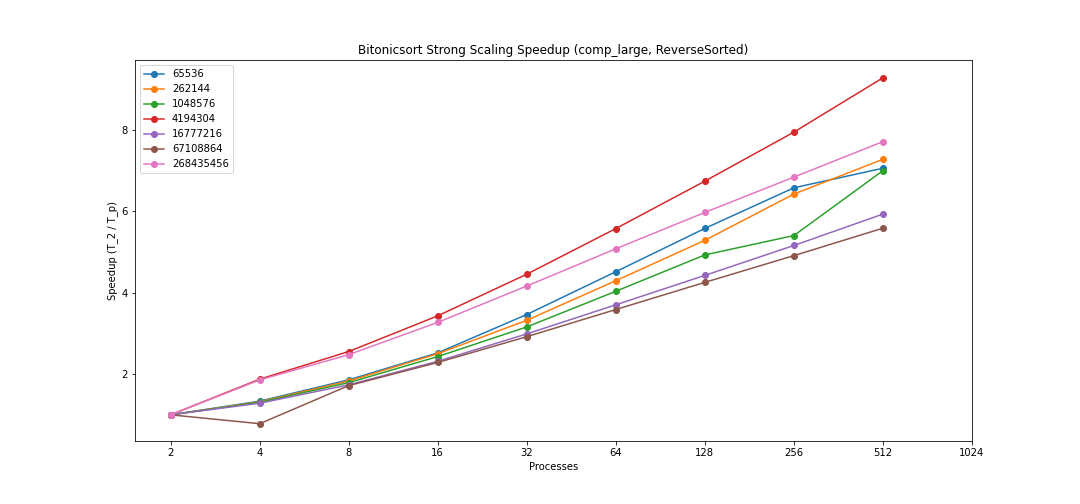 Bitonicsort Strong Scaling Speedup (comp_large, ReverseSorted)
65536
262144
1048576
4194304
16777216
67108864
268435456
Speedup (T_2 / T_p)
8
6
4
2
2 4 8 16 32 64 128 256 512 1024
Processes